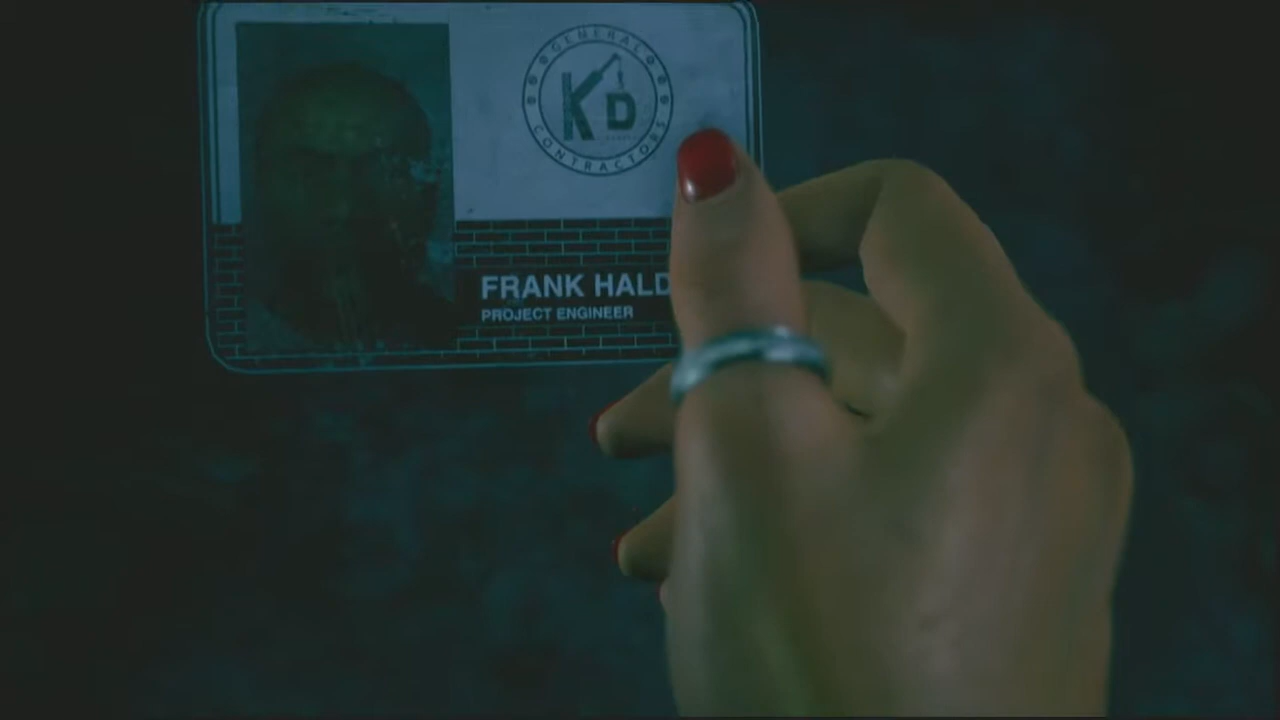 GENERAL
KD
CONTRACTORS
FRANK HALD
PROJECT ENGINEER